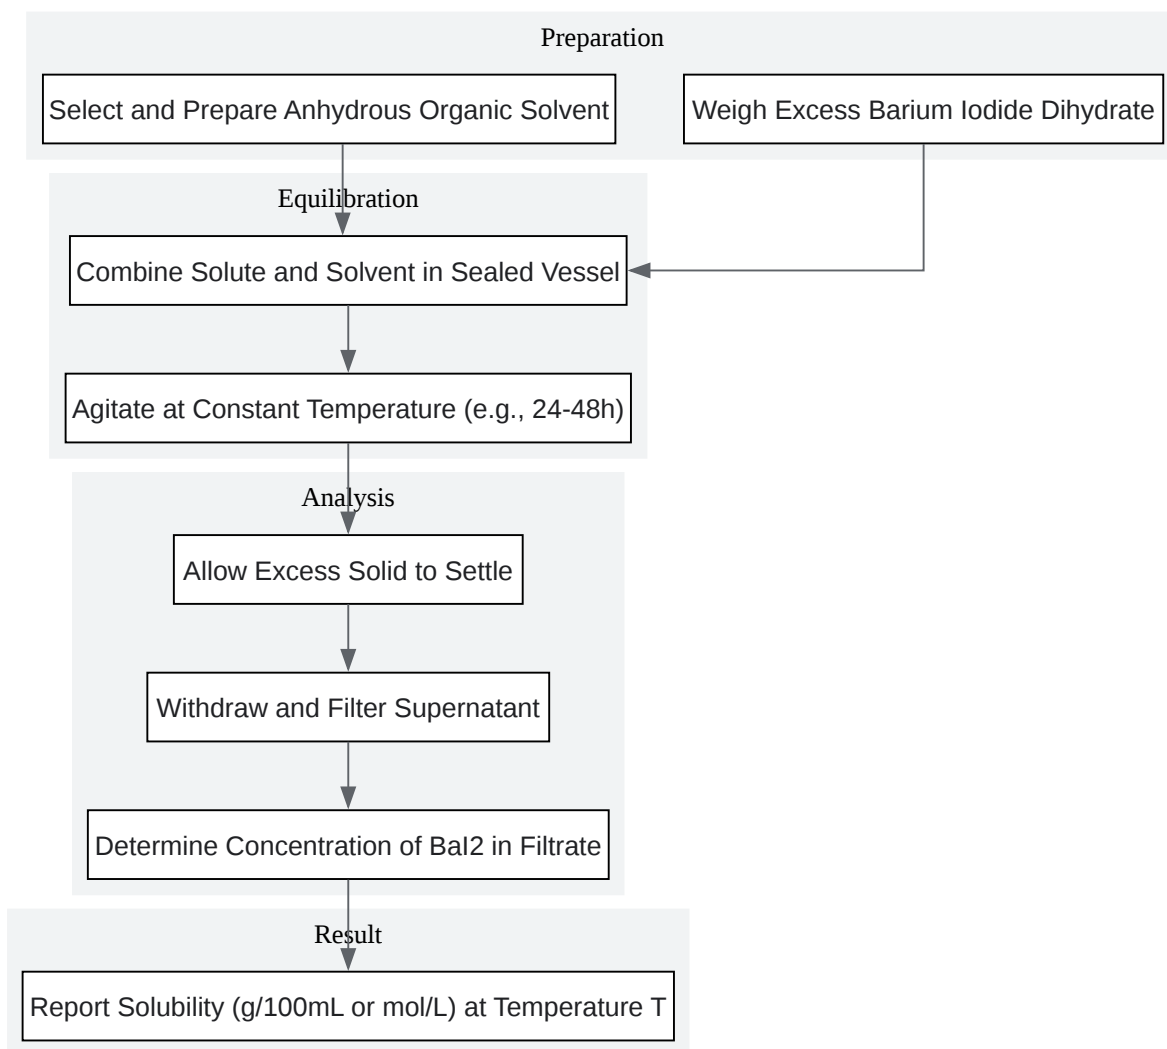 Preparation
Select and Prepare Anhydrous Organic Solvent
Weigh Excess Barium Iodide Dihydrate
Equilibration
Combine Solute and Solvent in Sealed Vessel
Agitate at Constant Temperature (e.g., 24-48h)
Analysis
Allow Excess Solid to Settle
Withdraw and Filter Supernatant
Determine Concentration of BaI2 in Filtrate
Result
Report Solubility (g/100mL or mol/L) at Temperature T